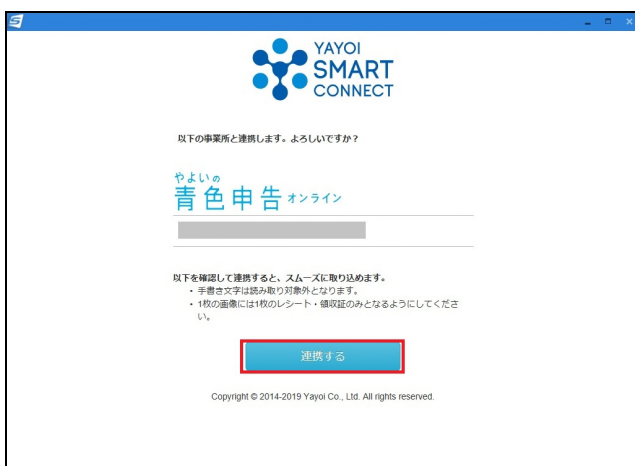 YAYOI
SMART
CONNECT
以下の事業所と連携します。よろしいですか？
やよいの
青色申告 オンライン
以下を確認して連携すると、スムーズに取り込めます。
・ 手書き文字は読み取り対象外となります。
・ 1枚の画像には1枚のレシート・領収証のみとなるようにしてくださ
い。
連携する
Copyright © 2014-2019 Yayoi Co., Ltd. All rights reserved.